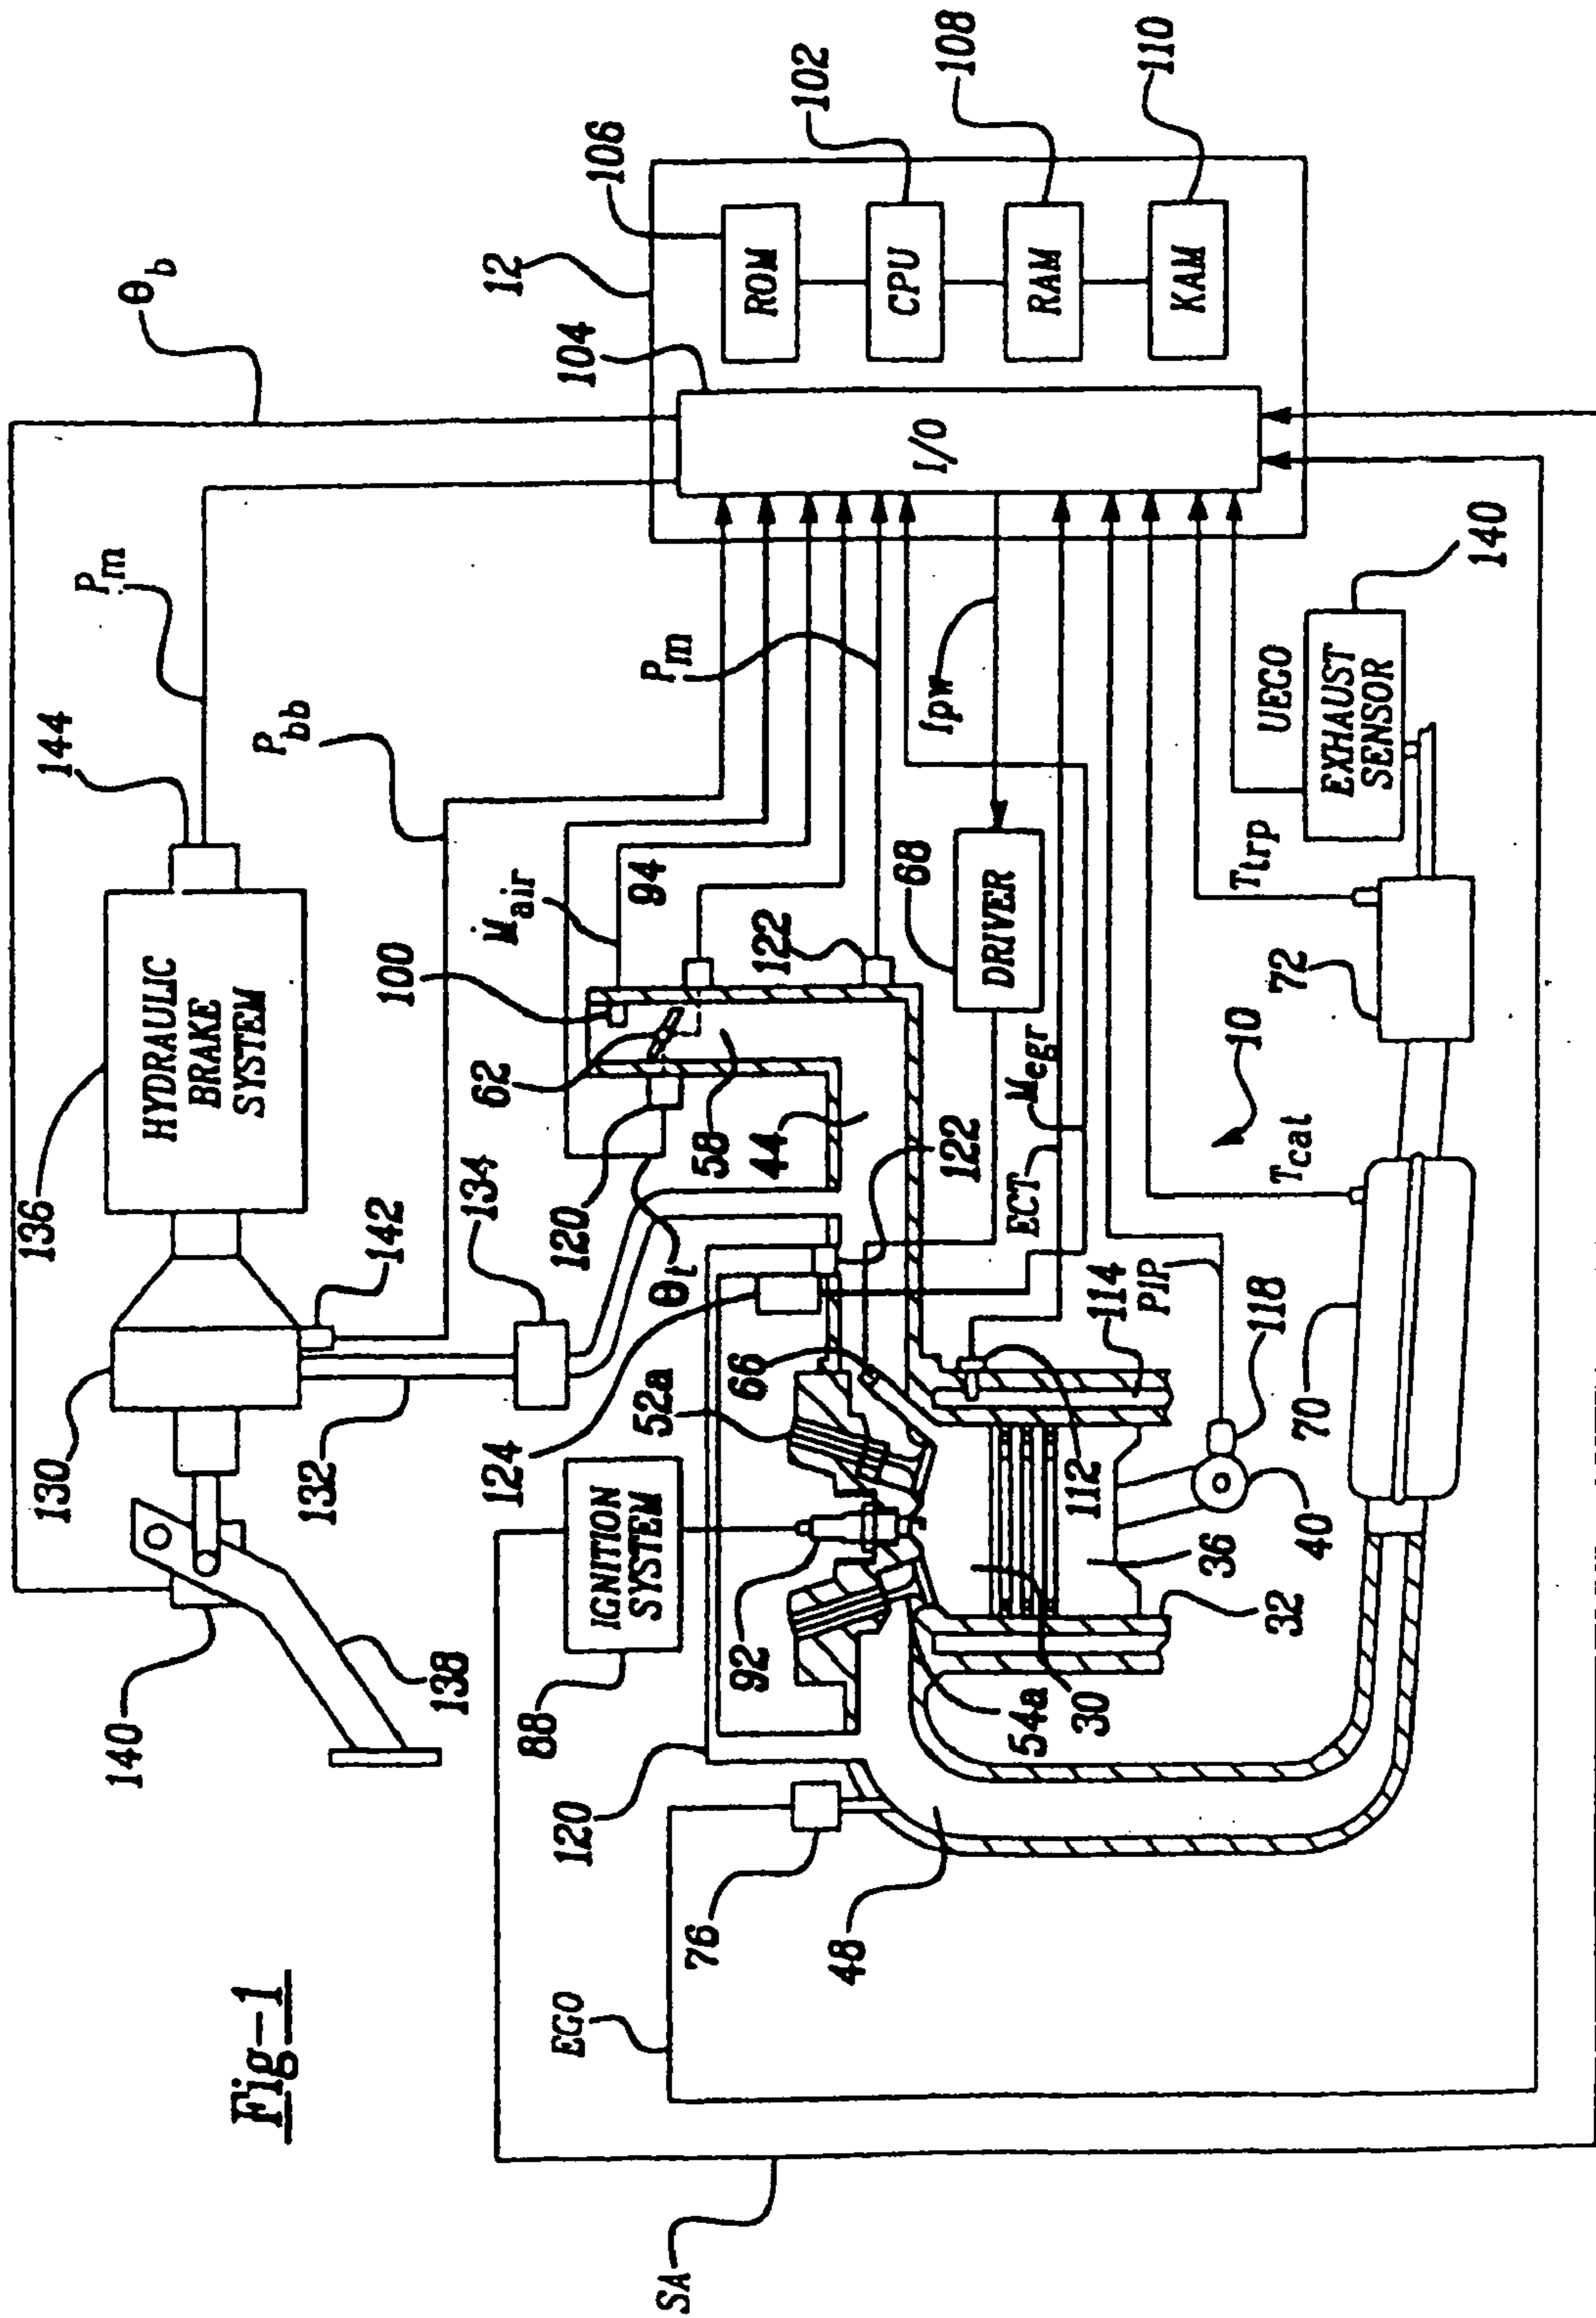 Fig-1
θb
Pm
144
Pbb
136
HYDRAULIC
BRAKE
SYSTEM
142
130
132
134
140
138
12
104
106
ROM
102
CPU
108
RAM
110
KAM
I/O
100
Mair
94
62
120
58
θt
44
122
Pm
fpw
68
DRIVER
122
ECT
Megr
124
52a
66
IGNITION
SYSTEM
88
92
120
76
EGO
48
SA
54a
30
32
36
112
114
PIP
118
40
10
Tcat
70
72
Ttrp
UEGO
EXHAUST
SENSOR
140